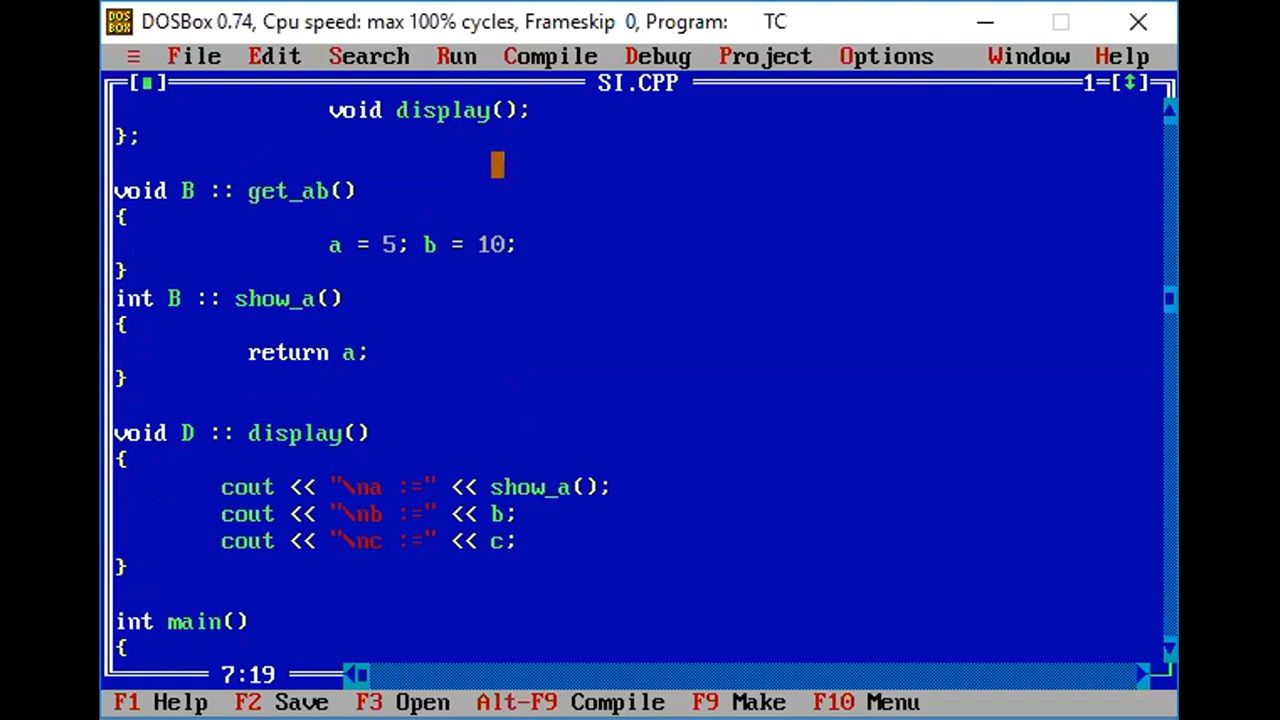 DOSBox 0.74, Cpu speed: max 100% cycles, Frameskip 0, Program: TC
≡ File Edit Search Run Compile Debug Project Options Window Help
[■] SI.CPP 1=[↕]
void display();
};
void B :: get_ab()
{
a = 5; b = 10;
}
int B :: show_a()
{
return a;
}
void D :: display()
{
cout << "\na :=" << show_a();
cout << "\nb :=" << b;
cout << "\nc :=" << c;
}
int main()
{
7:19
F1 Help F2 Save F3 Open Alt-F9 Compile F9 Make F10 Menu